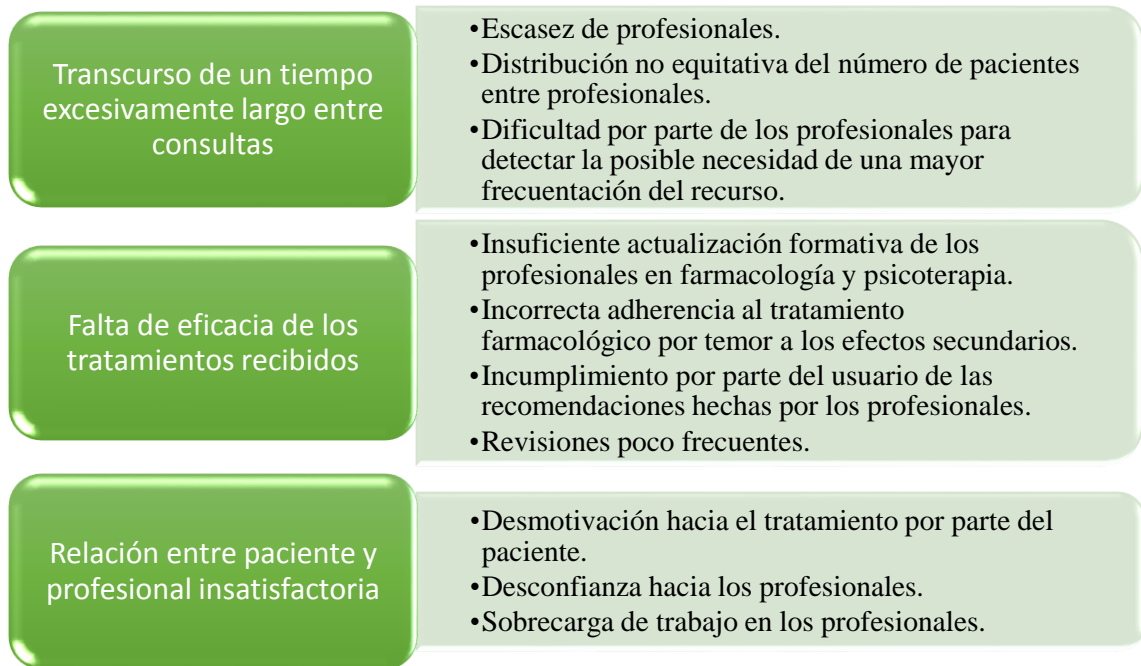 Transcurso de un tiempo
excesivamente largo entre
consultas
•Escasez de profesionales.
•Distribución no equitativa del número de pacientes
entre profesionales.
•Dificultad por parte de los profesionales para
detectar la posible necesidad de una mayor
frecuentación del recurso.
Falta de eficacia de los
tratamientos recibidos
•Insuficiente actualización formativa de los
profesionales en farmacología y psicoterapia.
•Incorrecta adherencia al tratamiento
farmacológico por temor a los efectos secundarios.
•Incumplimiento por parte del usuario de las
recomendaciones hechas por los profesionales.
•Revisiones poco frecuentes.
Relación entre paciente y
profesional insatisfactoria
•Desmotivación hacia el tratamiento por parte del
paciente.
•Desconfianza hacia los profesionales.
•Sobrecarga de trabajo en los profesionales.